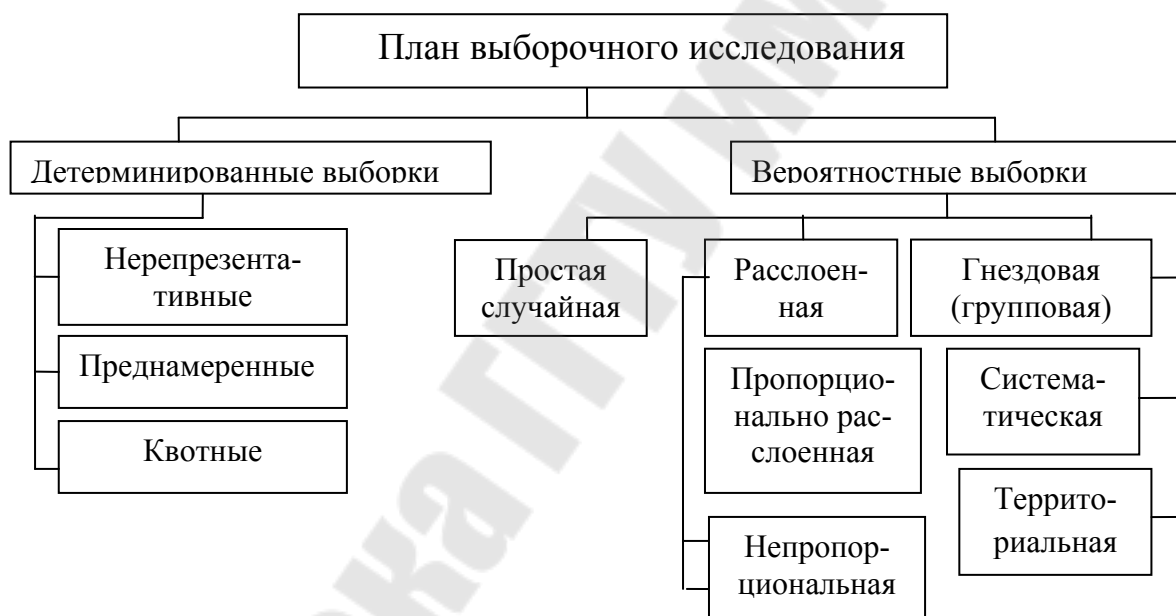 План выборочного исследования
Детерминированные выборки
Вероятностные выборки
Нерепрезента-
тивные
Преднамеренные
Квотные
Простая
случайная
Расслоен-
ная
Пропорцио-
нально рас-
слоенная
Непропор-
циональная
Гнездовая
(групповая)
Система-
тическая
Террито-
риальная